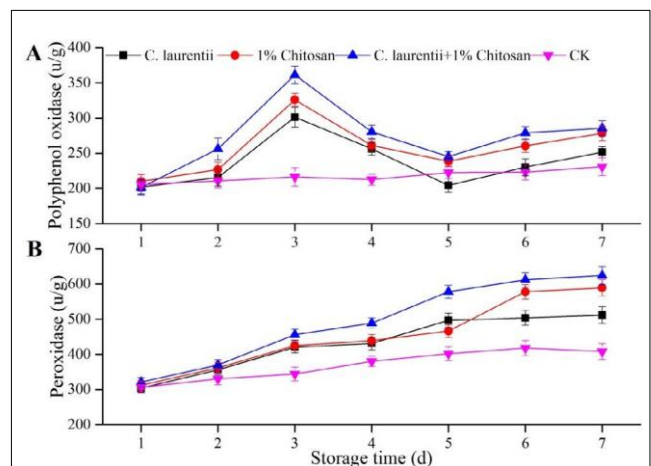 A
C. laurentii 1% Chitosan C. laurentii+1% Chitosan CK
Polyphenol oxidase (u/g)
400
350
300
250
200
150
1 2 3 4 5 6 7
B
Peroxidase (u/g)
700
600
500
400
300
200
1 2 3 4 5 6 7
Storage time (d)